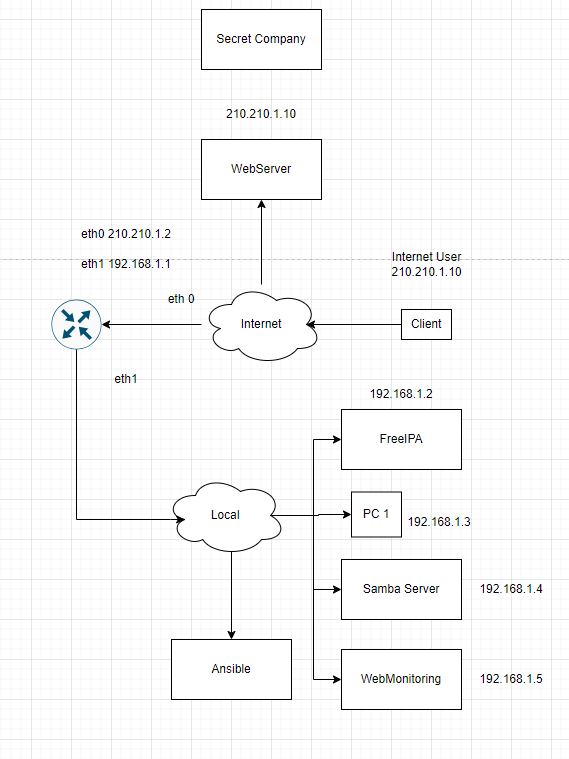 Secret Company
210.210.1.10
WebServer
eth0 210.210.1.2
eth1 192.168.1.1
Internet User
210.210.1.10
eth 0
Internet
Client
eth1
192.168.1.2
FreeIPA
Local
PC 1
192.168.1.3
Samba Server
192.168.1.4
Ansible
WebMonitoring
192.168.1.5